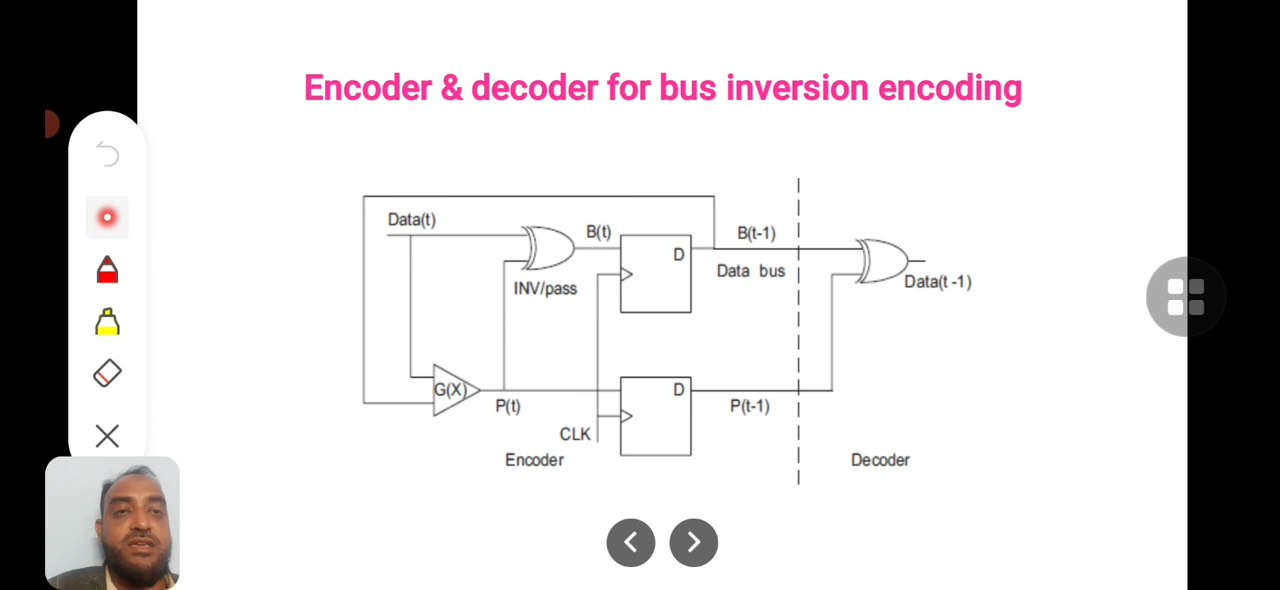 Encoder & decoder for bus inversion encoding
Data(t)
B(t)
D
B(t-1)
INV/pass
Data bus
Data(t -1)
G(X)
P(t)
D
P(t-1)
CLK
Encoder
Decoder